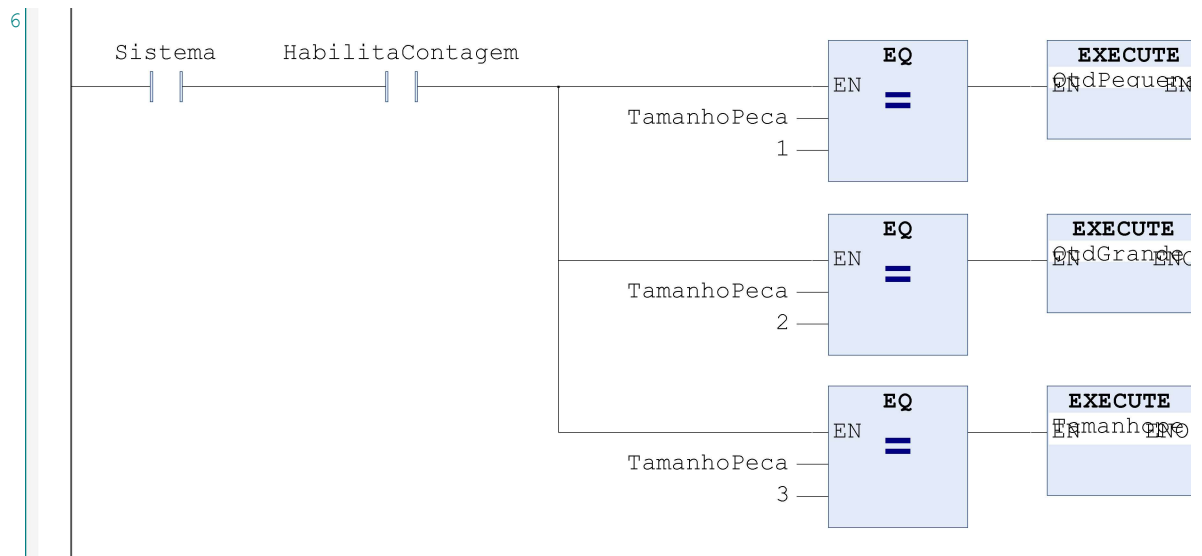 6
Sistema HabilitaContagem
EQ EXECUTE
EN
TamanhoPeca
1
EQ EXECUTE
EN
TamanhoPeca
2
EQ EXECUTE
EN
TamanhoPeca
3